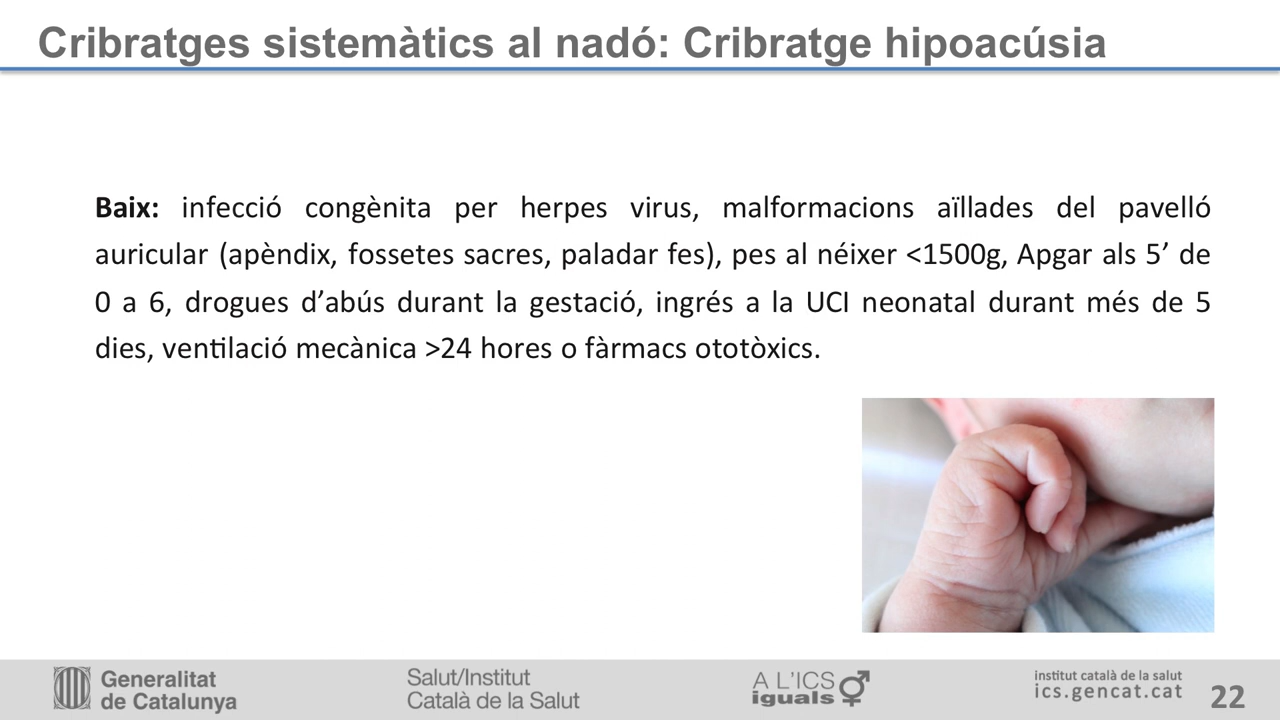 Cribratges sistemàtics al nadó: Cribratge hipoacúsia
Baix: infecció congènita per herpes virus, malformacions aïllades del pavelló
auricular (apèndix, fossetes sacres, paladar fes), pes al néixer <1500g, Apgar als 5’ de
0 a 6, drogues d’abús durant la gestació, ingrés a la UCI neonatal durant més de 5
dies, ventilació mecànica >24 hores o fàrmacs ototòxics.
Generalitat
de Catalunya
Salut/Institut
Català de la Salut
A L'ICS
iguals
institut català de la salut
ics.gencat.cat
22